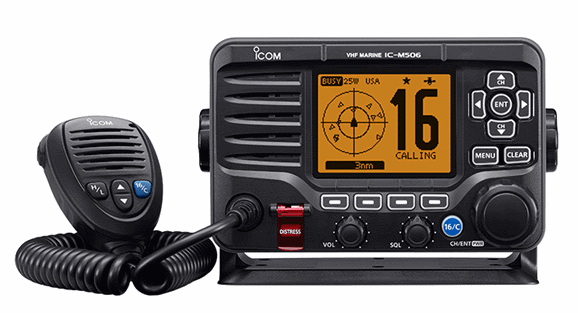 ICOM
VHF MARINE IC-M506
BUSY 25W USA
16
CALLING
3nm
CH
ENT
CH
MENU CLEAR
ICOM
H/L 16/C
DISTRESS
VOL SQL 16/C CH/ENT PWR